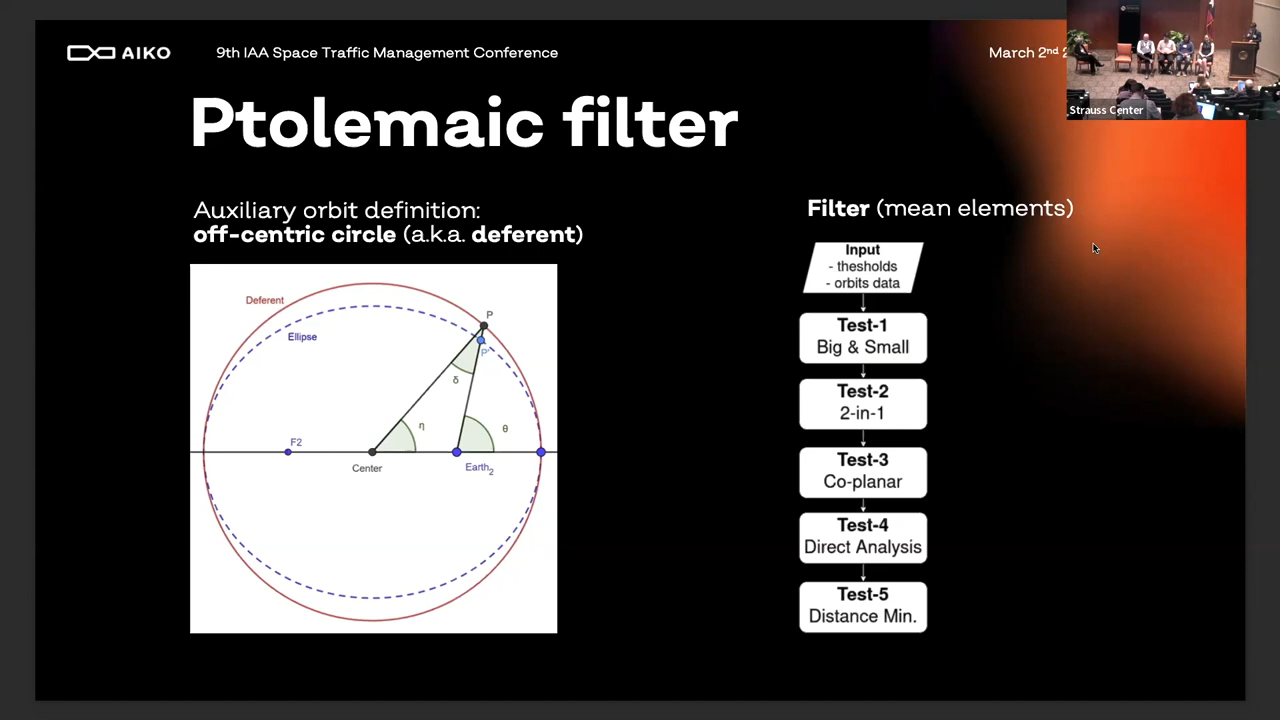 AIKO
9th IAA Space Traffic Management Conference
March 2nd 2
Strauss Center
Ptolemaic filter
Auxiliary orbit definition:
off-centric circle (a.k.a. deferent)
Deferent
Ellipse
P
P'
δ
η
θ
F2
Center
Earth2
Filter (mean elements)
Input
- thesholds
- orbits data
Test-1
Big & Small
Test-2
2-in-1
Test-3
Co-planar
Test-4
Direct Analysis
Test-5
Distance Min.